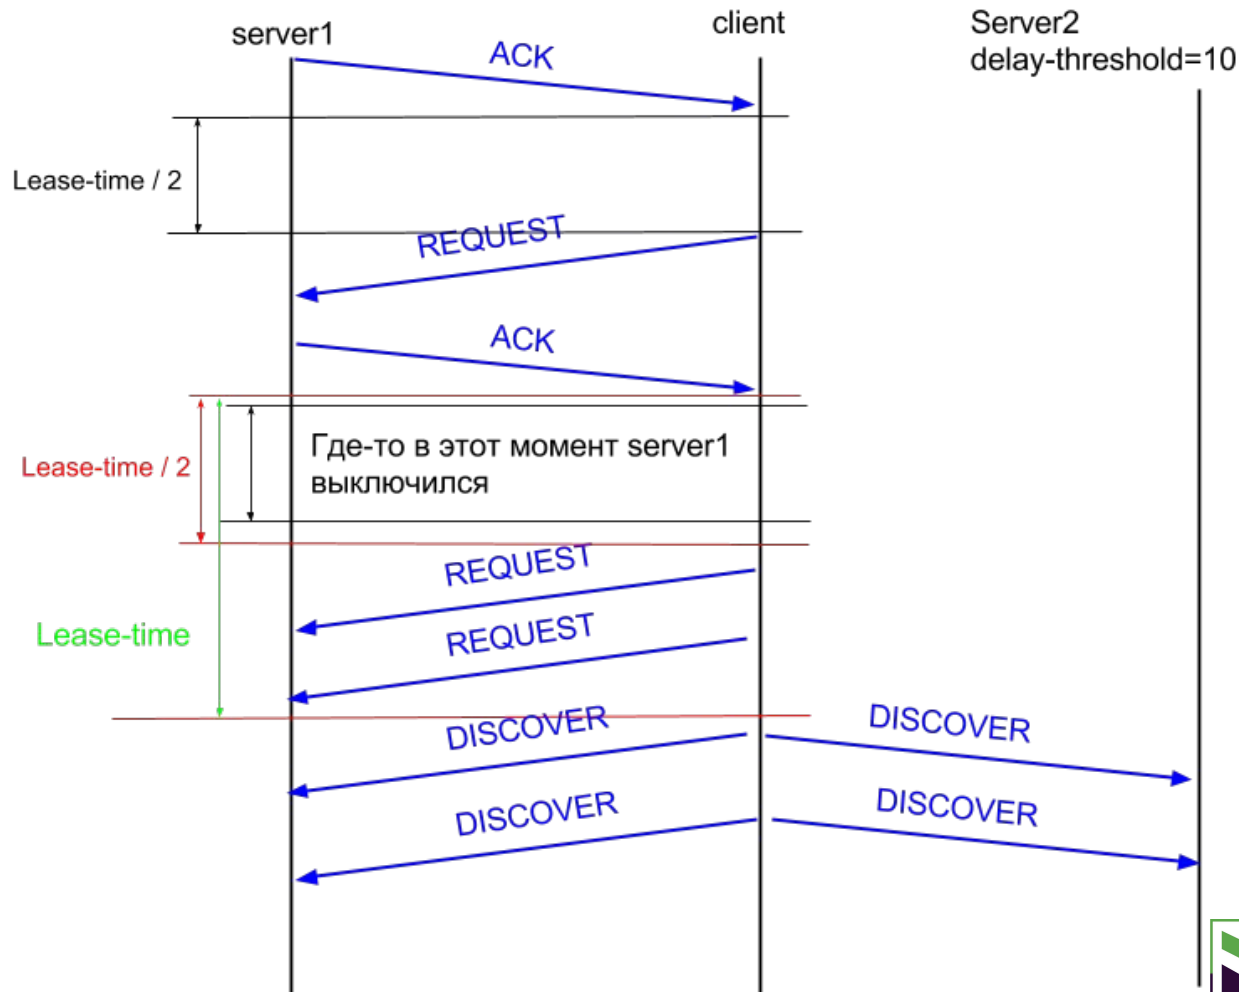 server1
client
Server2
delay-threshold=10
ACK
Lease-time / 2
REQUEST
ACK
Где-то в этот момент server1
выключился
Lease-time / 2
REQUEST
REQUEST
Lease-time
DISCOVER
DISCOVER
DISCOVER
DISCOVER